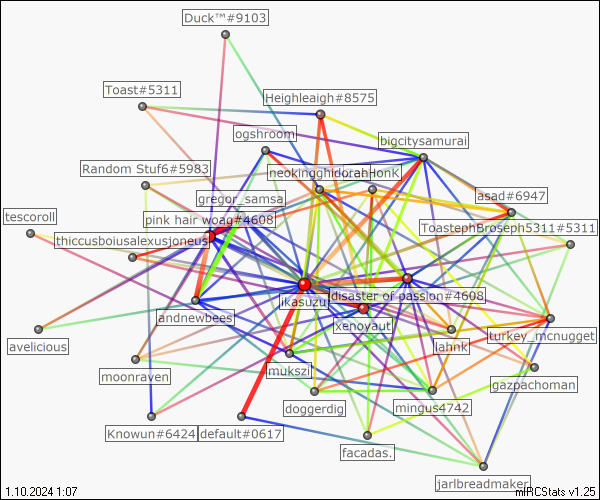 Duck™#9103
Toast#5311
Heighleaigh#8575
ogshroom
bigcitysamurai
Random Stuf6#5983
neokingghidorah
HonK
gregor_samsa
asad#6947
tescoroll
pink hair woag#4608
ToastephBroseph5311#5311
thiccusboiusalexusjoneus
ikasuzu
disaster of passion#4608
andnewbees
xenoyaut
turkey_mcnugget
avelicious
lahnk
mukszi
moonraven
gazpachoman
doggerdig
mingus4742
Knowun#6424
default#0617
facadas.
jarlbreadmaker
1.10.2024 1:07
mIRCStats v1.25